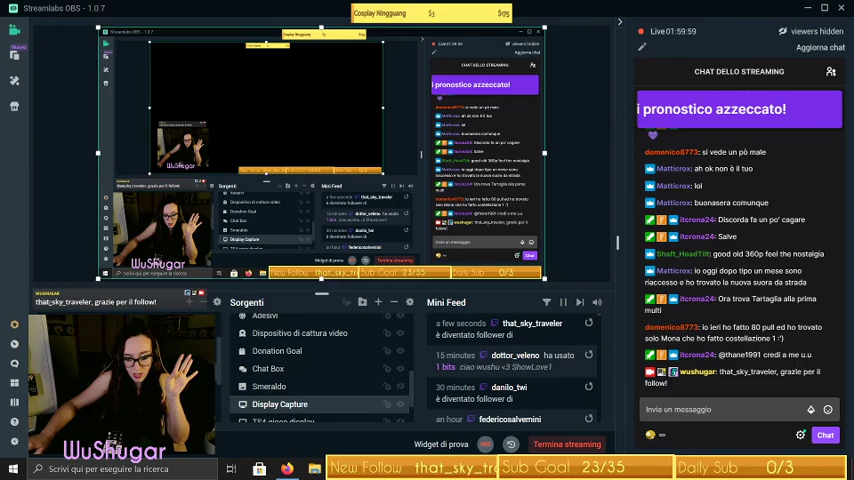 Streamlabs OBS - 1.0.7
Cosplay Ningguang $3 $175
Live 01:59:59
viewers hidden
Aggiorna chat
CHAT DELLO STREAMING
i pronostico azzeccato!
domenico8773: si vede un pò male
Matticrox: ah ok non è il tuo
Matticrox: lol
Matticrox: buonasera comunque
itcrona24: Discorda fa un po' cagare
itcrona24: Salve
Shaft_HeadTilt: good old 360p feel the nostalgia
Matticrox: io oggi dopo tipo un mese sono
riaccesso e ho trovato la nuova suora da strada
itcrona24: Ora trova Tartaglia alla prima
multi
domenico8773: io ieri ho fatto 80 pull ed ho trovato
solo Mona che ho fatto costellazione 1 :')
itcrona24: @thane1991 credi a me u.u
wushugar: that_sky_traveler, grazie per il
follow!
Invia un messaggio
Chat
Nuovo
WUSHUGAR
that_sky_traveler, grazie per il follow!
WuShugar
Sorgenti
Adesivi
Dispositivo di cattura video
Donation Goal
Chat Box
Smeraldo
Display Capture
Mini Feed
a few seconds that_sky_traveler
è diventato follower di
15 minutes dottor_veleno ha usato
1 bits ciao wushu <3 ShowLove1
30 minutes danilo_twi
è diventato follower di
an hour federicosalvemini
Widget di prova
REC
Termina streaming
Scrivi qui per eseguire la ricerca
New Follow that_sky_tra
Sub Goal 23/35
Daily Sub 0/3